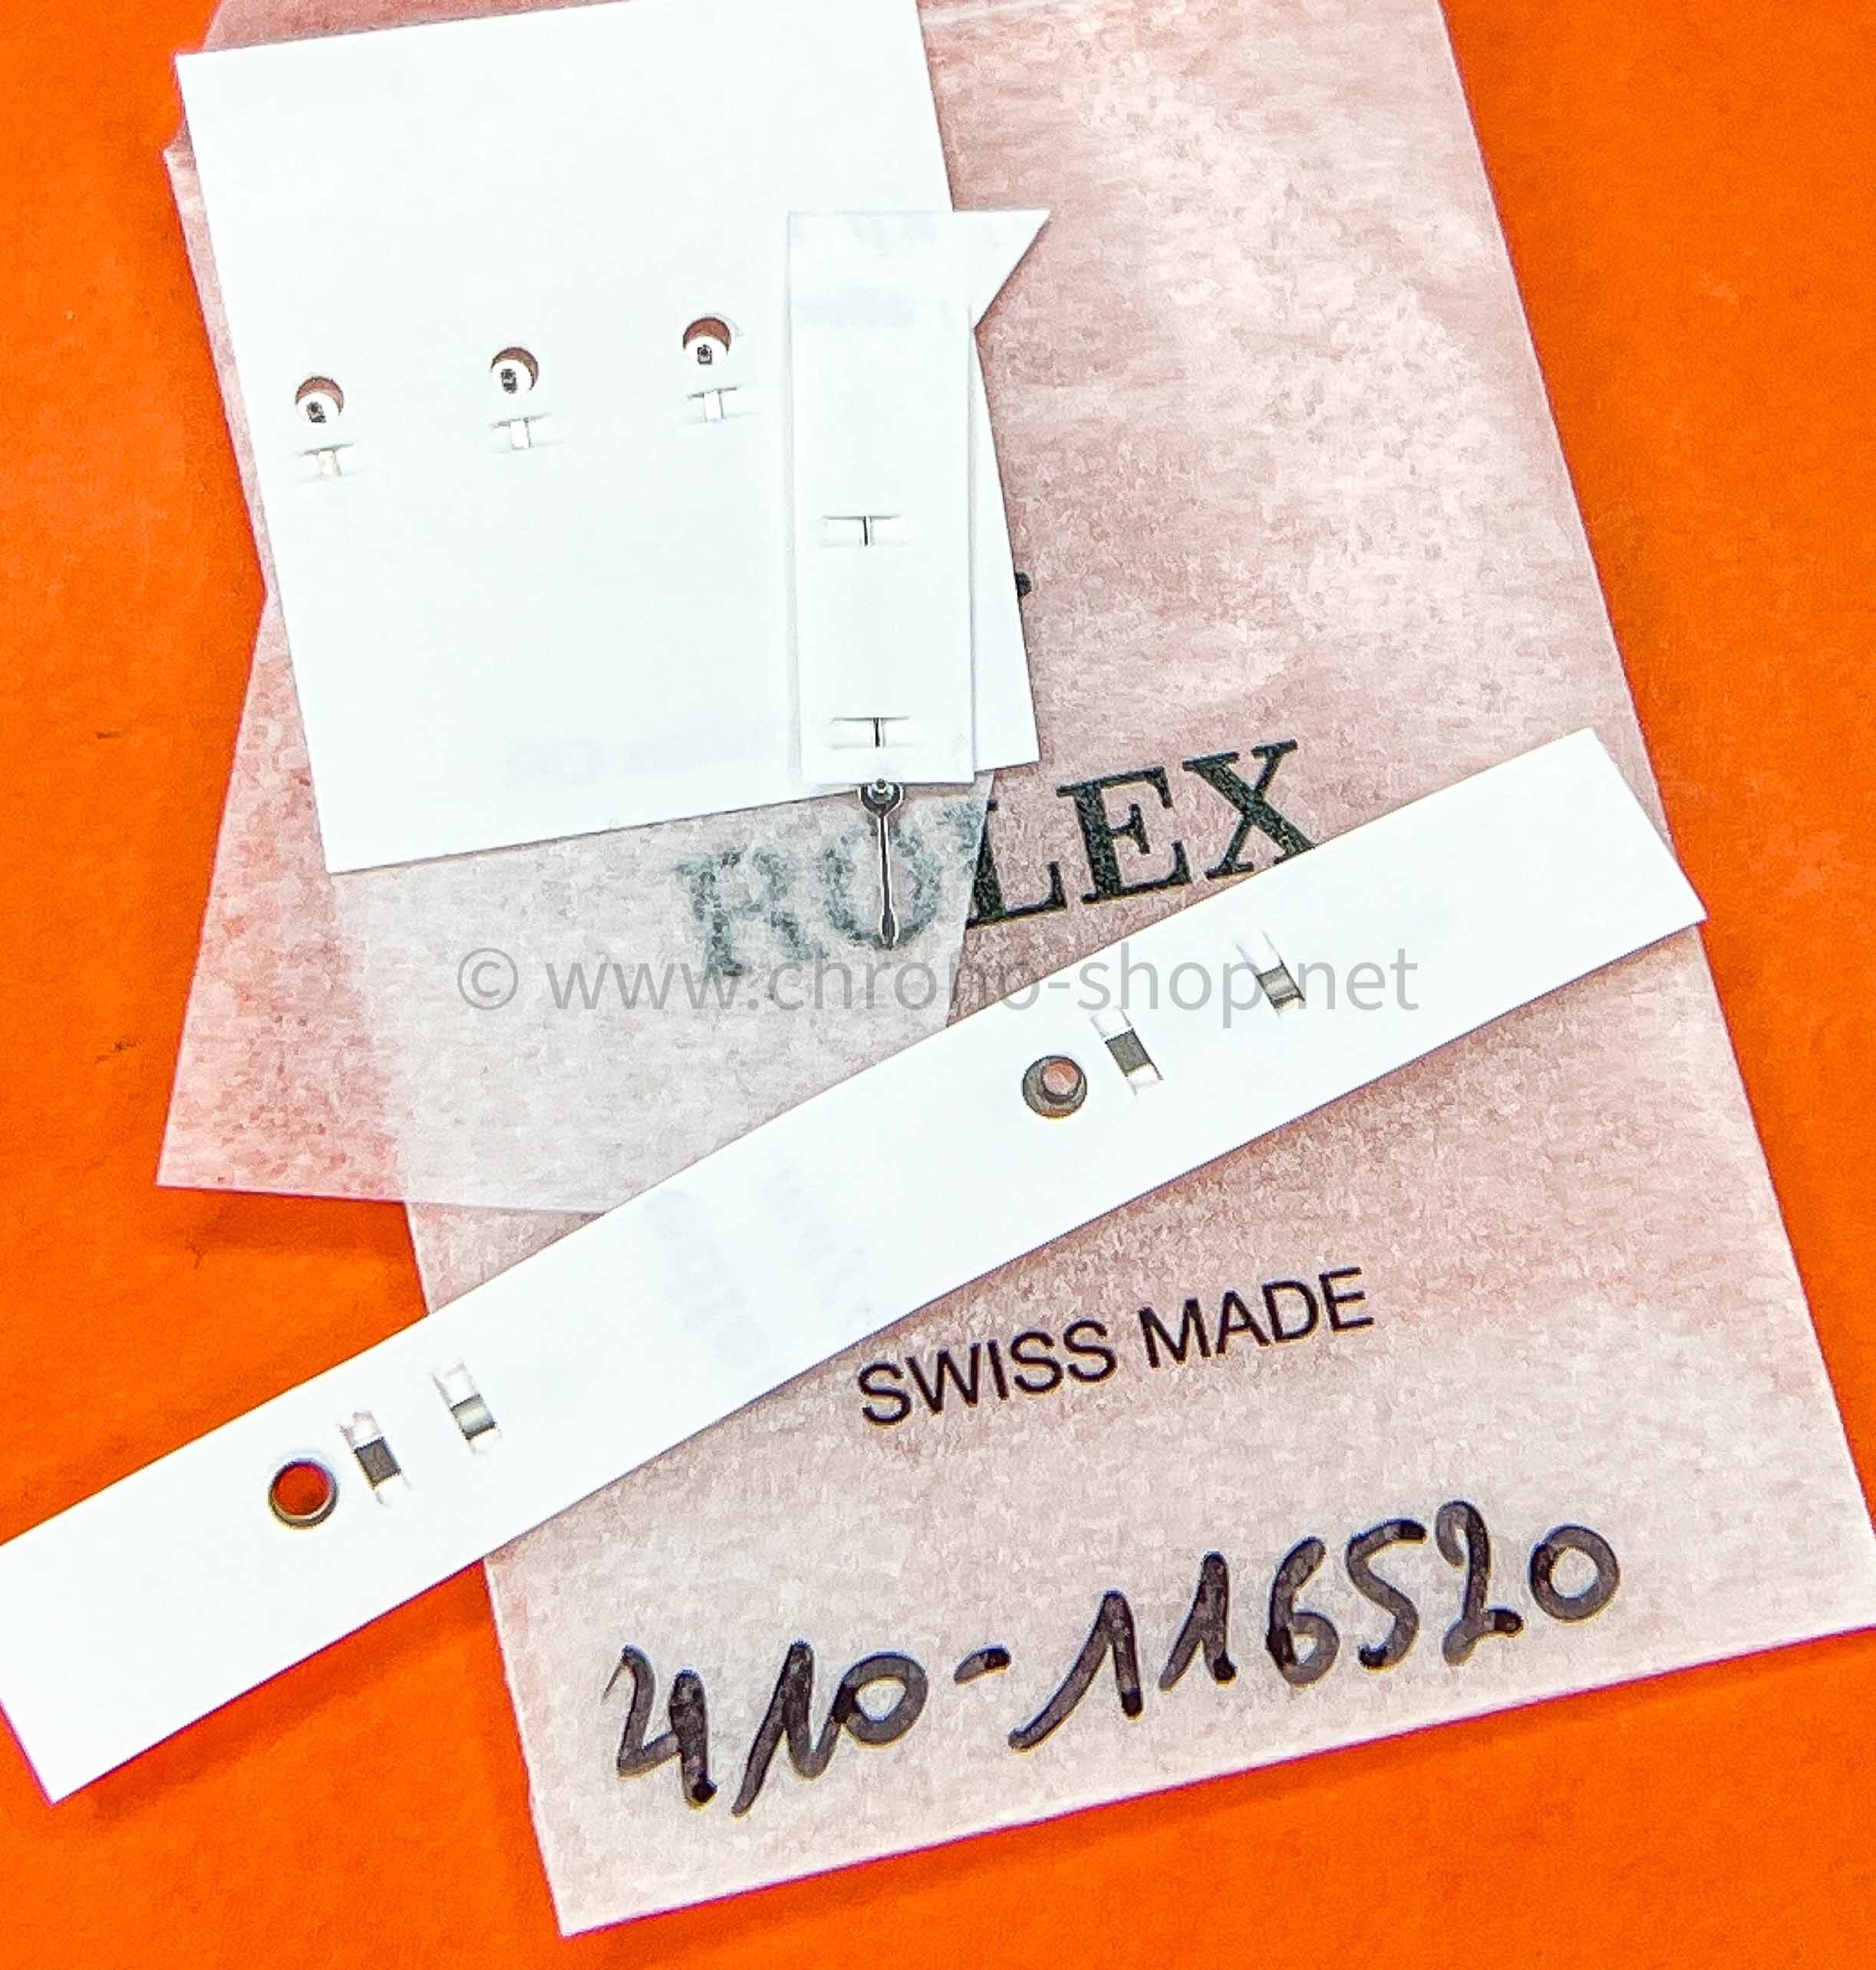 ROLEX
© www.chrono-shop.net
SWISS MADE
410-116520